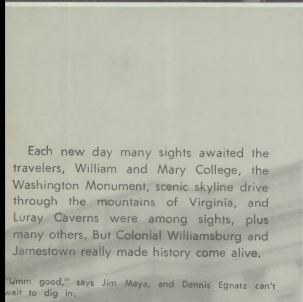 Each new day many sights awaited the
travelers, William and Mary College, the
Washington Monument, scenic skyline drive
through the mountains of Virginia, and
Luray Caverns were among sights, plus
many others. But Colonial Williamsburg and
Jamestown really made history come alive.
"Umm good," says Jim Maya, and Dennis Egnatz can't
wait to dig in.